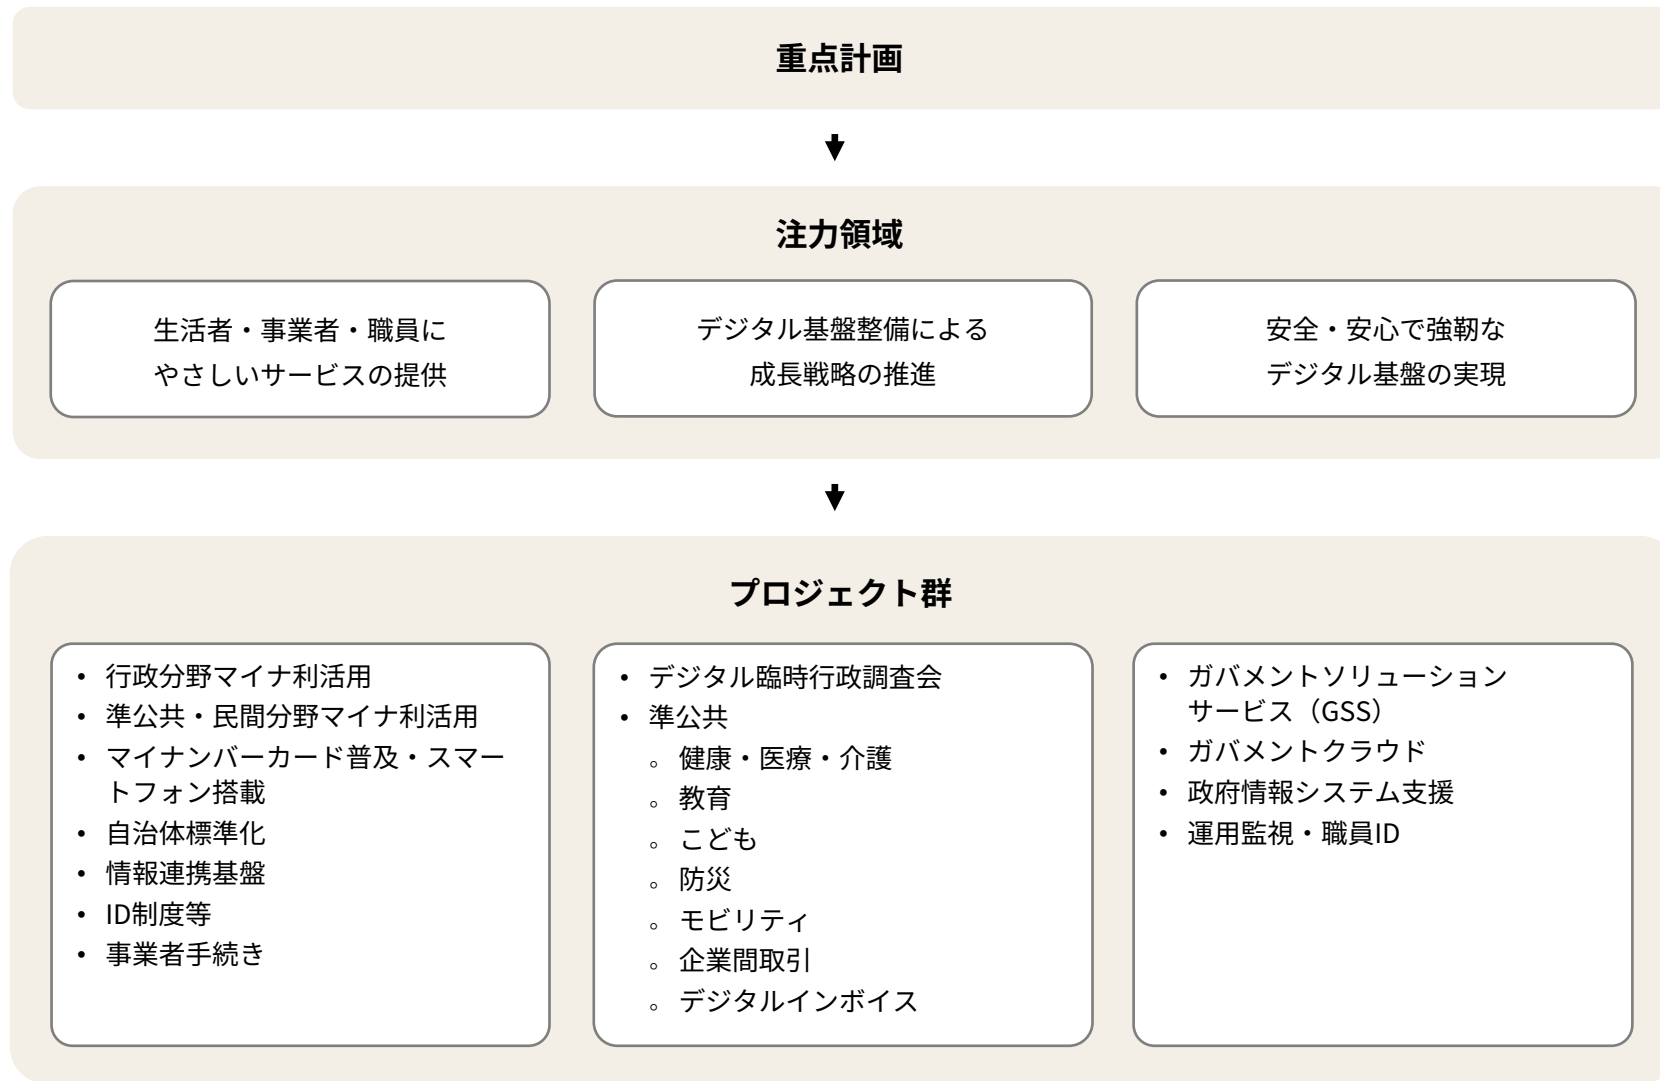 重点計画
注力領域
生活者・事業者・職員に
やさしいサービスの提供
デジタル基盤整備による
成長戦略の推進
安全・安心で強靭な
デジタル基盤の実現
プロジェクト群
• 行政分野マイナ利活用
• 準公共・民間分野マイナ利活用
• マイナンバーカード普及・スマー
トフォン搭載
• 自治体標準化
• 情報連携基盤
• ID制度等
• 事業者手続き
• デジタル臨時行政調査会
• 準公共
。健康・医療・介護
。教育
。こども
。防災
。モビリティ
。企業間取引
。デジタルインボイス
• ガバメントソリューション
サービス（GSS）
• ガバメントクラウド
• 政府情報システム支援
• 運用監視・職員ID